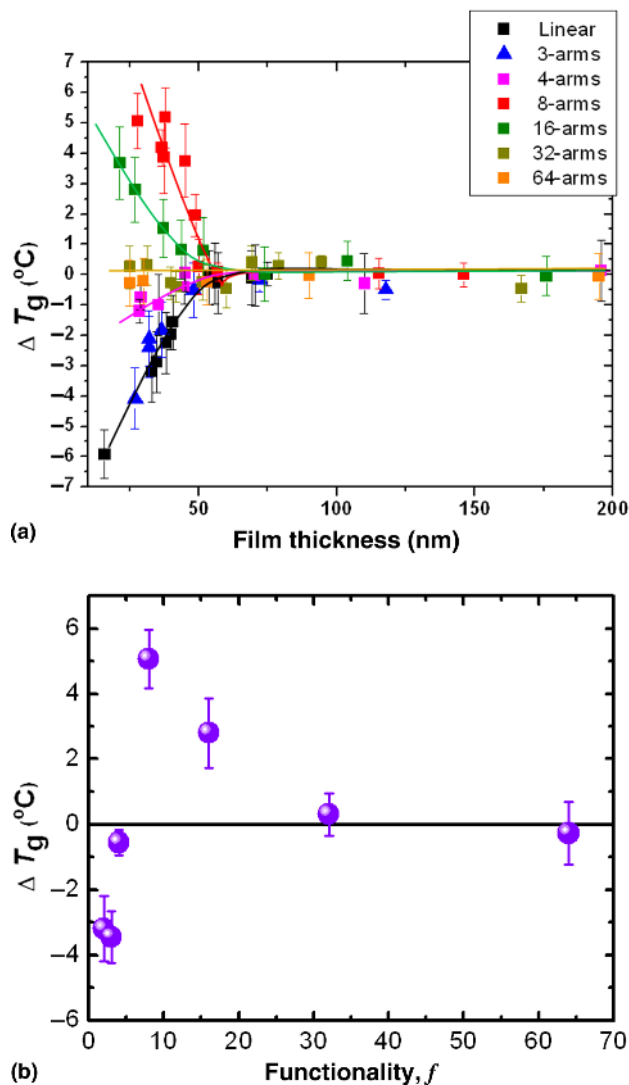 Linear
3-arms
4-arms
8-arms
16-arms
32-arms
64-arms
7
6
5
4
3
2
1
0
−1
−2
−3
−4
−5
−6
−7
Δ Tg (°C)
50 100 150 200
Film thickness (nm)
(a)
6
4
2
0
−2
−4
−6
Δ Tg (°C)
0 10 20 30 40 50 60 70
Functionality, f
(b)